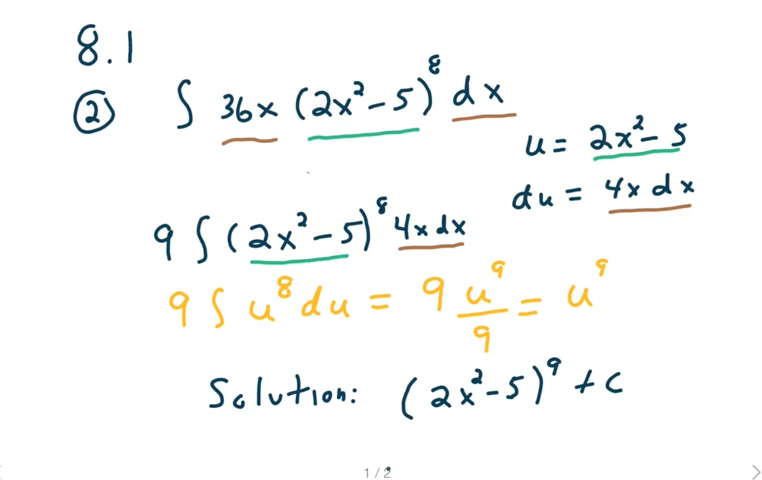 8.1
② ∫ 36x (2x² - 5)⁸ dx
u = 2x² - 5
du = 4x dx
9 ∫ (2x² - 5)⁸ 4x dx
9 ∫ u⁸ du = 9 u⁹/9 = u⁹
Solution: (2x² - 5)⁹ + C
1 / 2